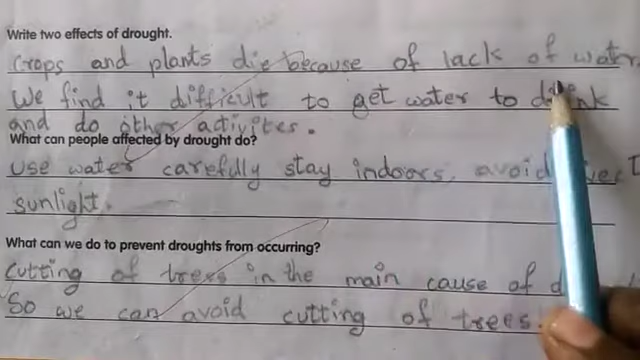 Write two effects of drought.
Crops and plants die because of lack of water.
We find it difficult to get water to drink
and do other activites.
What can people affected by drought do?
Use water carefully stay indoors, avoid
sunlight.
What can we do to prevent droughts from occurring?
Cutting of trees in the main cause of
So we can avoid cutting of trees.